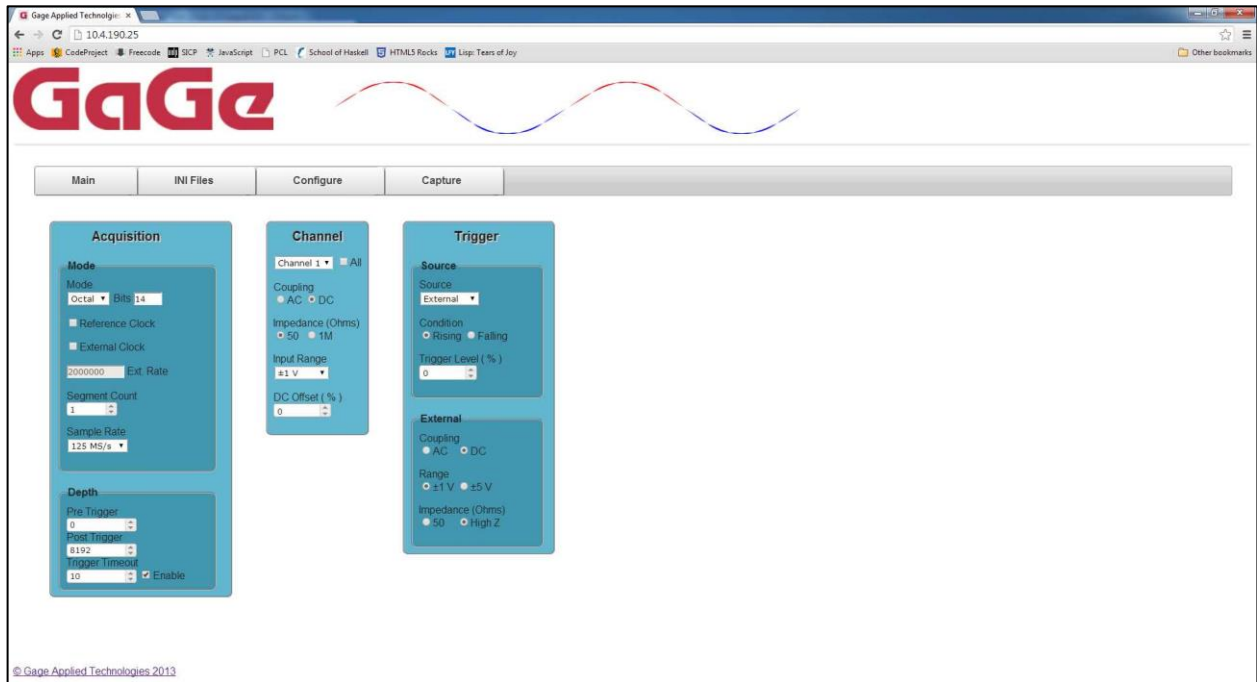 Gage Applied Technolgie
10.4.190.25
Apps CodeProject Freecode SICP JavaScript PCL School of Haskell HTML5 Rocks Lisp: Tears of Joy Other bookmarks
GaGe
Main INI Files Configure Capture
Acquisition
Mode
Mode
Octal Bits 14
Reference Clock
External Clock
2000000 Ext. Rate
Segment Count
1
Sample Rate
125 MS/s
Depth
Pre Trigger
0
Post Trigger
8192
Trigger Timeout
10 Enable
Channel
Channel 1 All
Coupling
AC DC
Impedance (Ohms)
50 1M
Input Range
±1 V
DC Offset ( % )
0
Trigger
Source
Source
External
Condition
Rising Falling
Trigger Level ( % )
0
External
Coupling
AC DC
Range
±1 V ±5 V
Impedance (Ohms)
50 High Z
© Gage Applied Technologies 2013